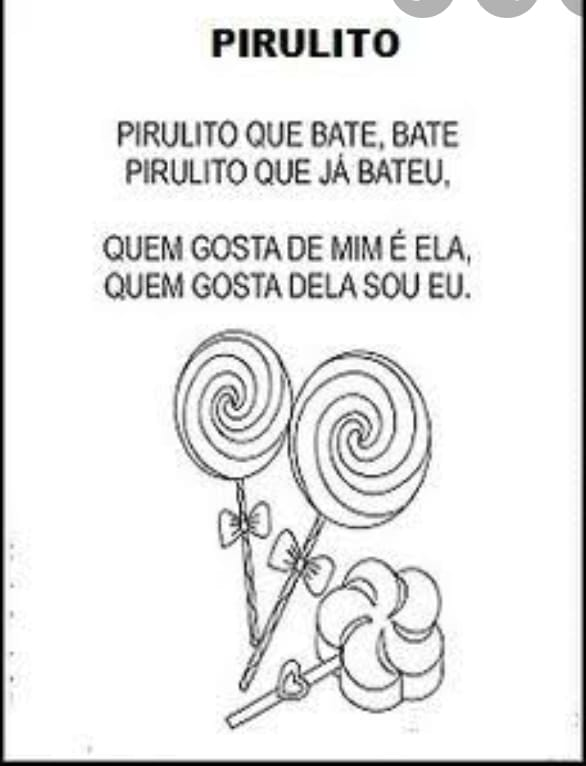 PIRULITO
PIRULITO QUE BATE, BATE
PIRULITO QUE JÁ BATEU,
QUEM GOSTA DE MIM É ELA,
QUEM GOSTA DELA SOU EU.